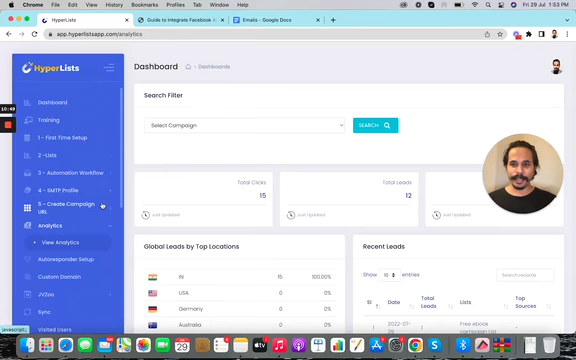 Chrome File Edit View History Bookmarks Profiles Tab Window Help
Fri 29 Jul 1:53 PM
HyperLists
Guide to Integrate Facebook A
Emails - Google Docs
app.hyperlistsapp.com/analytics
HyperLists
Dashboard
Dashboards
Dashboard
Training
1 - First Time Setup
2 -Lists
3 - Automation Workflow
4 - SMTP Profile
5 - Create Campaign
URL
Analytics
View Analytics
Autoresponder Setup
Custom Domain
JVZoo
Sync
Visited Users
10:49
Search Filter
Select Campaign
SEARCH
Total Clicks
15
Just Updated
Total Leads
12
Just Updated
Just Updated
Global Leads by Top Locations
IN 15 100.00%
USA 0 0.00%
Germany 0 0.00%
Australia 0 0.00%
Recent Leads
Show 10 entries
Search records
Sl
Date
Total
Leads
Lists
Top
Sources
2022-07-
Free ebook
campaign List
javascript:;